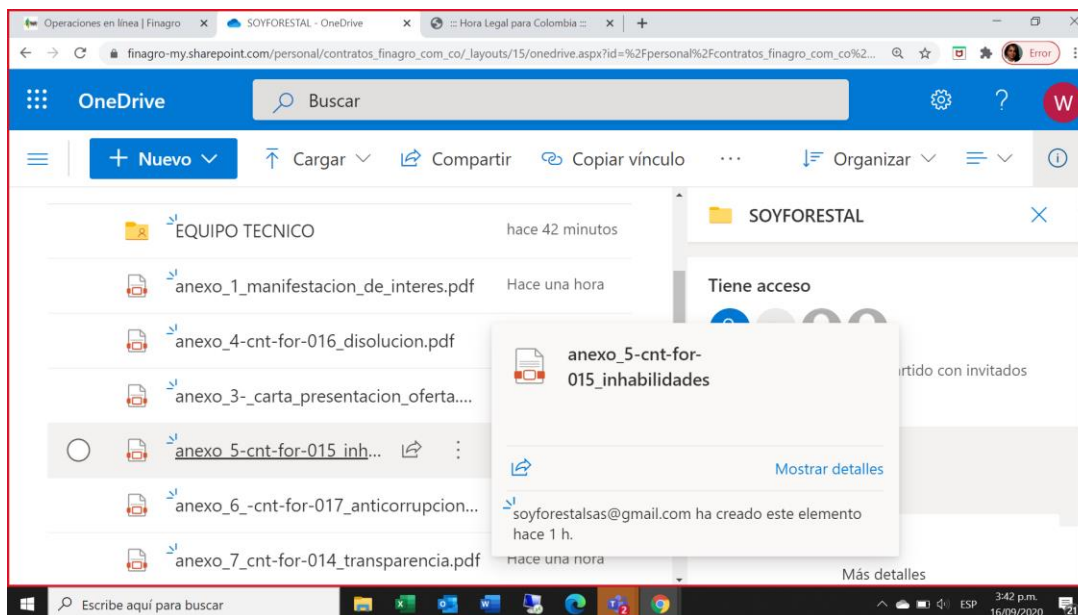 Operaciones en línea | Finagro
SOYFORESTAL - OneDrive
::: Hora Legal para Colombia :::
finagro-my.sharepoint.com/personal/contratos_finagro_com_co/_layouts/15/onedrive.aspx?id=%2Fpersonal%2Fcontratos_finagro_com_co%2...
Error
OneDrive
Buscar
W
Nuevo
Cargar
Compartir
Copiar vínculo
...
Organizar
EQUIPO TECNICO
hace 42 minutos
anexo_1_manifestacion_de_interes.pdf
Hace una hora
anexo_4-cnt-for-016_disolucion.pdf
anexo_3-_carta_presentacion_oferta....
anexo_5-cnt-for-015_inh...
anexo_6_-cnt-for-017_anticorrupcion...
anexo_7_cnt-for-014_transparencia.pdf
Hace una hora
anexo_5-cnt-for-
015_inhabilidades
Mostrar detalles
soyforestalsas@gmail.com ha creado este elemento
hace 1 h.
SOYFORESTAL
Tiene acceso
rtido con invitados
Más detalles
Escribe aquí para buscar
ESP
3:42 p.m.
16/09/2020
21